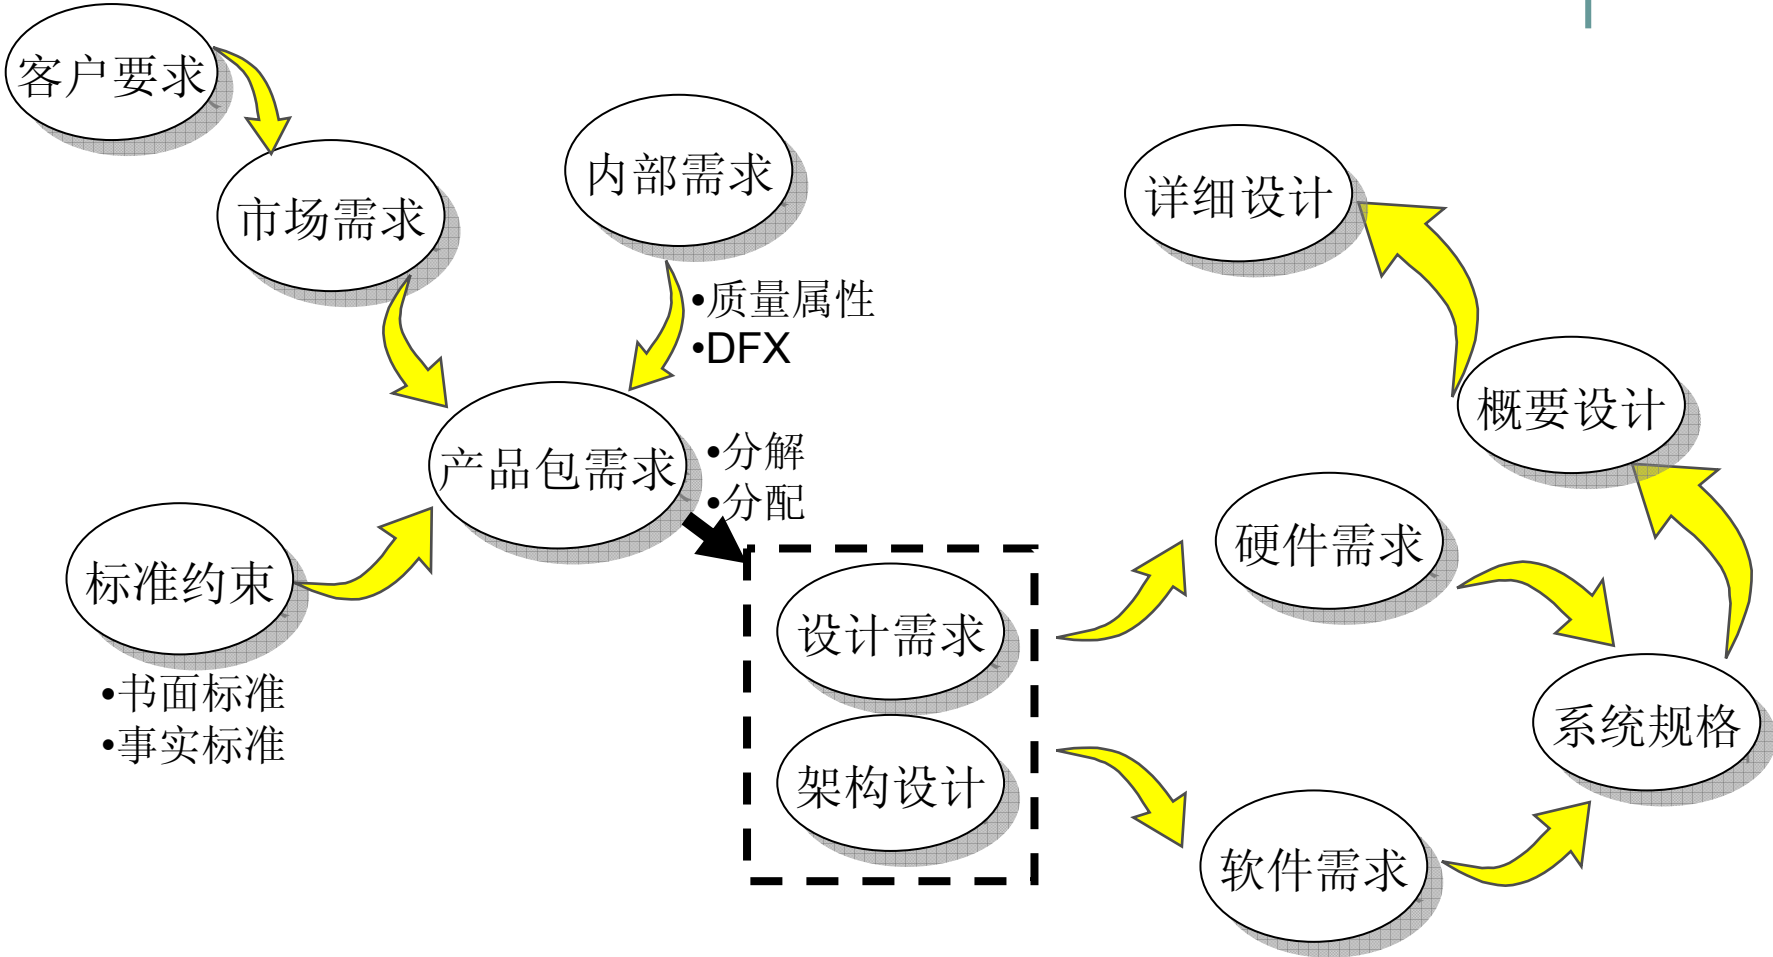 客户要求
市场需求
内部需求
•质量属性
•DFX
产品包需求
•分解
•分配
标准约束
•书面标准
•事实标准
设计需求
架构设计
硬件需求
软件需求
系统规格
概要设计
详细设计